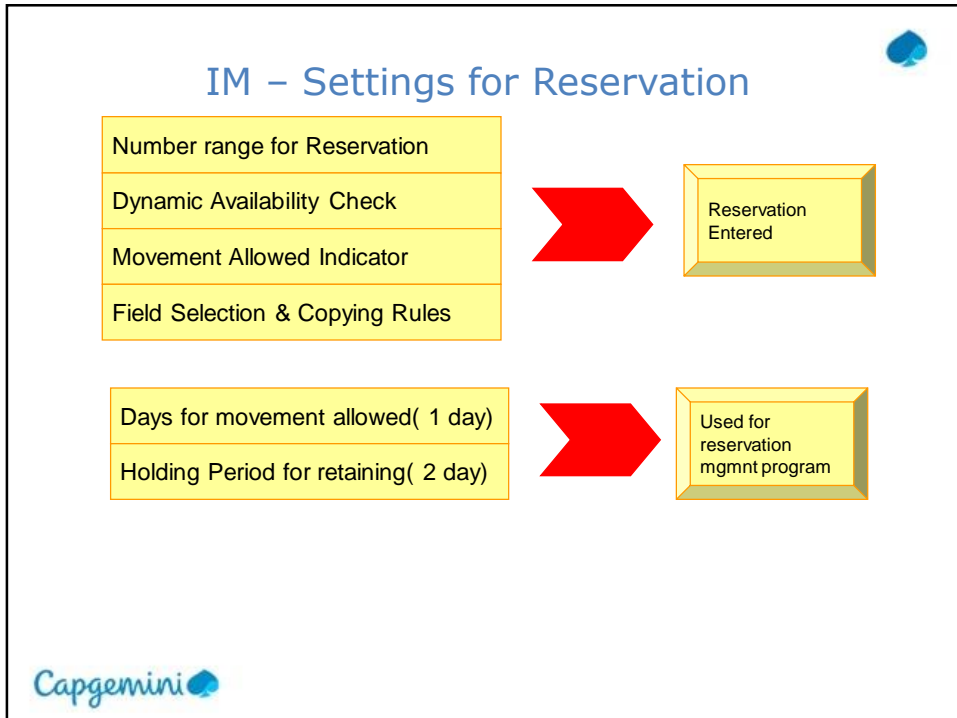 IM – Settings for Reservation
Number range for Reservation
Dynamic Availability Check
Movement Allowed Indicator
Field Selection & Copying Rules
Reservation
Entered
Days for movement allowed( 1 day)
Holding Period for retaining( 2 day)
Used for
reservation
mgmnt program
Capgemini